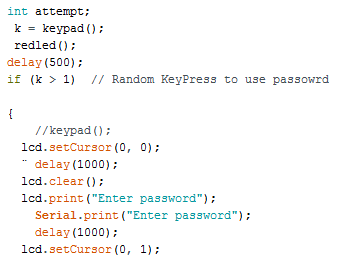 int attempt;
k = keypad();
redled();
delay(500);
if (k > 1)  // Random KeyPress to use passowrd
{
//keypad();
lcd.setCursor(0, 0);
¨ delay(1000);
lcd.clear();
lcd.print("Enter password");
Serial.print("Enter password");
delay(1000);
lcd.setCursor(0, 1);